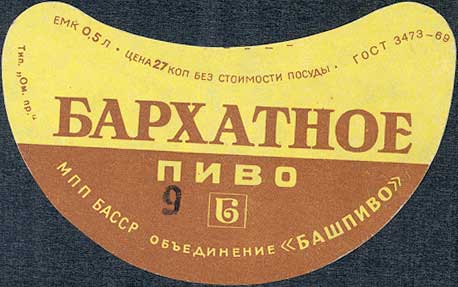 ЕМК 0,5 л · ЦЕНА 27 КОП БЕЗ СТОИМОСТИ ПОСУДЫ · ГОСТ 3473-69
Тип. „Ом. пр."
БАРХАТНОЕ
ПИВО
9
Б
МПП БАССР ОБЪЕДИНЕНИЕ «БАШПИВО»